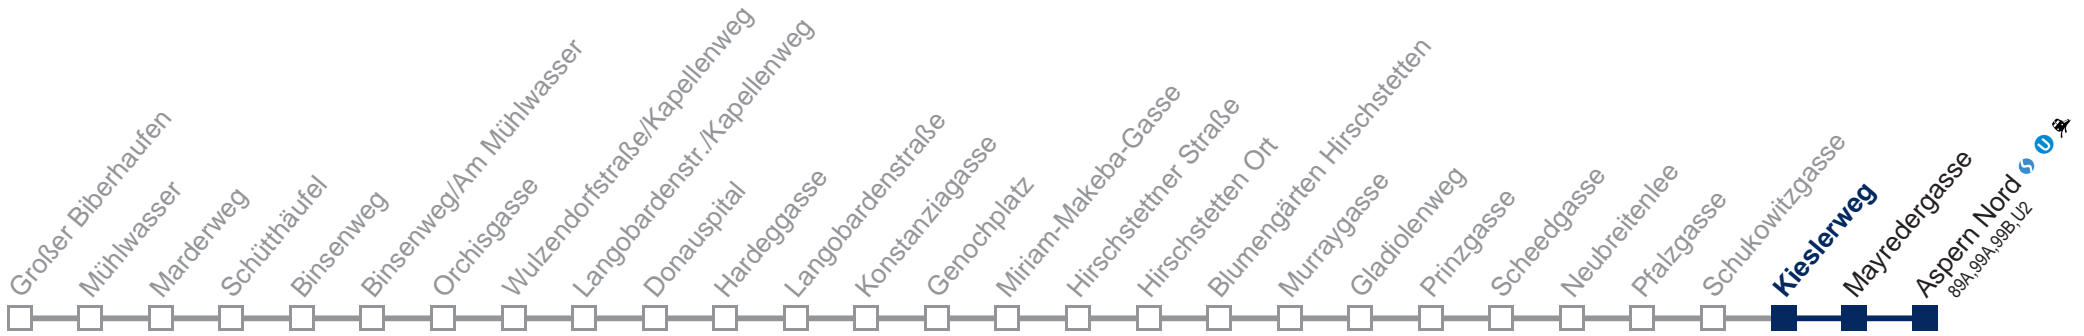 Großer Biberhaufen
Mühlwasser
Marderweg
Schütthäufel
Binsenweg
Binsenweg/Am Mühlwasser
Orchisgasse
Wulzendorfstraße/Kapellenweg
Langobardenstr./Kapellenweg
Donauspital
Hardeggasse
Langobardenstraße
Konstanziagasse
Genochplatz
Miriam-Makeba-Gasse
Hirschstettner Straße
Hirschstetten Ort
Blumengärten Hirschstetten
Murraygasse
Gladiolenweg
Prinzgasse
Scheedgasse
Neubreitenlee
Pfalzgasse
Schukowitzgasse
Kieslerweg
Mayredergasse
Aspern Nord S U
89A,99A,99B,U2